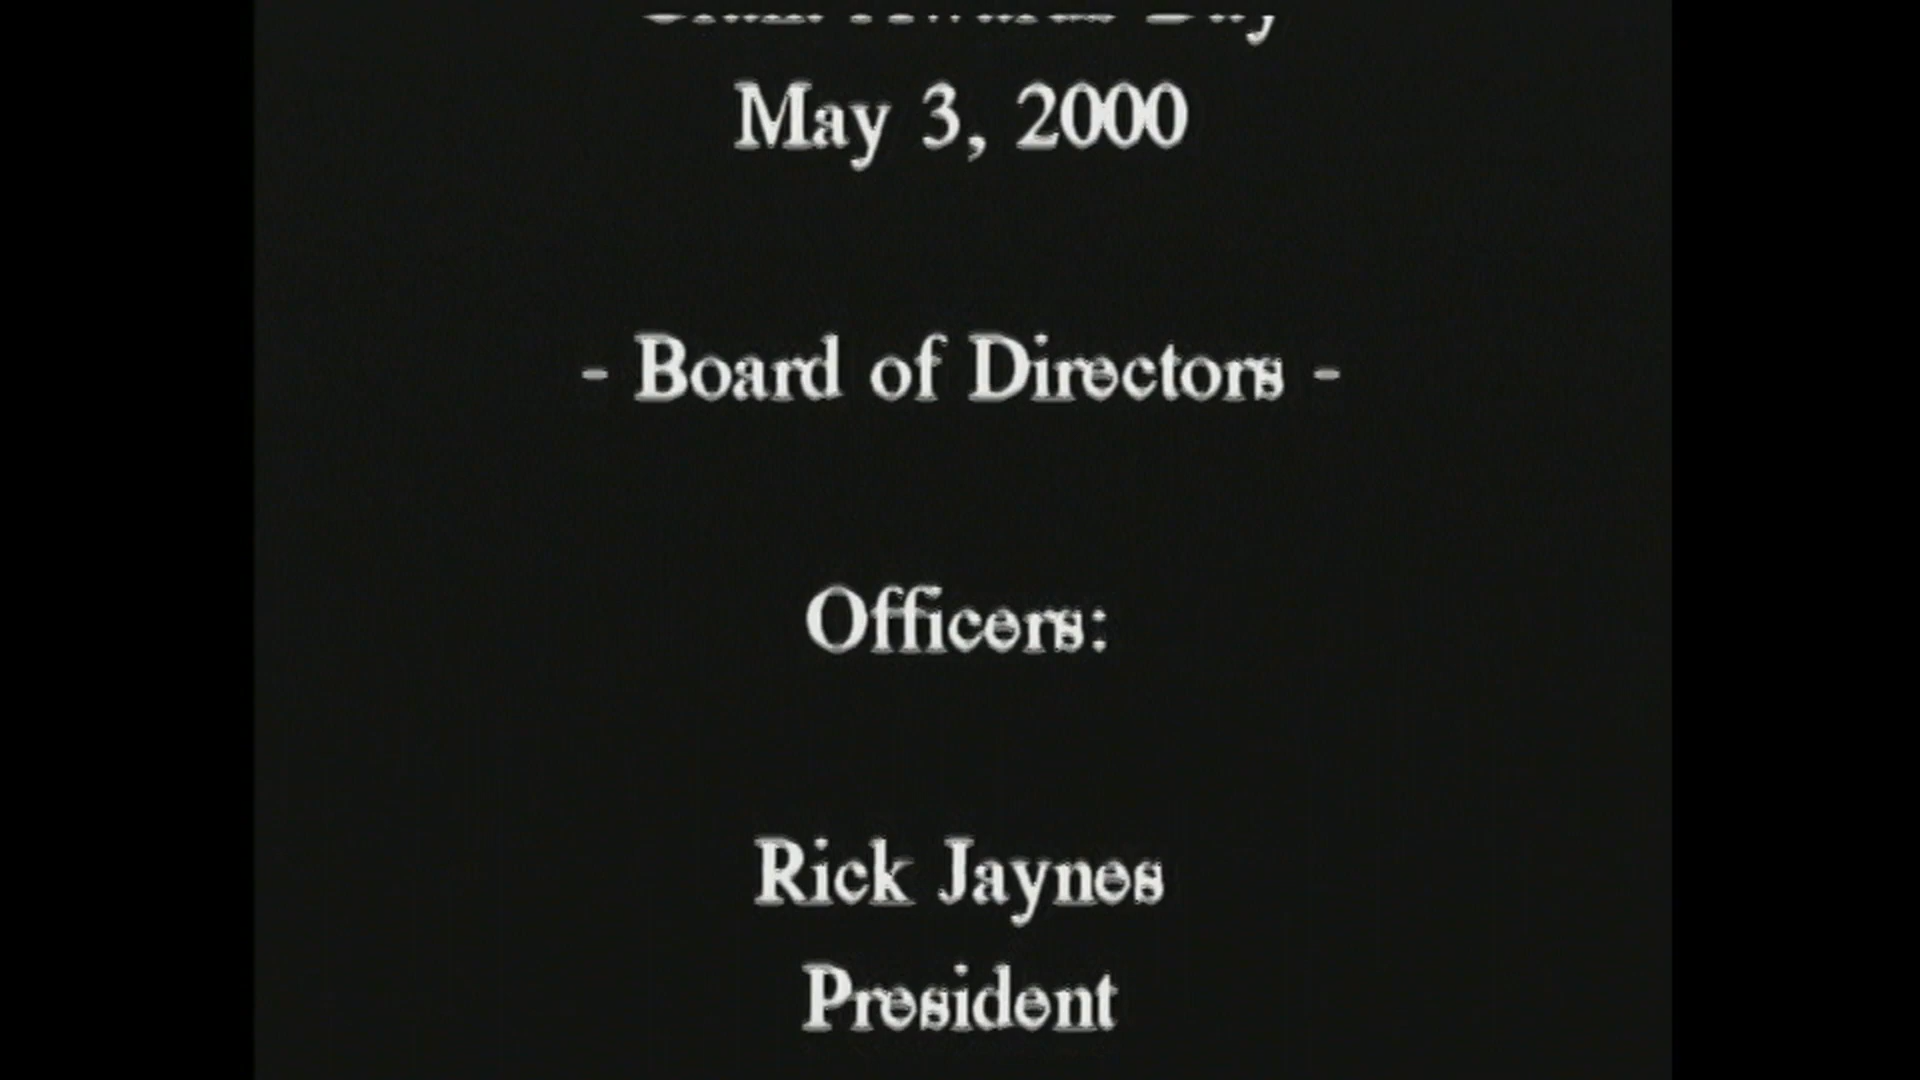 May 3, 2000
- Board of Directors -
Officers:
Rick Jaynes
President